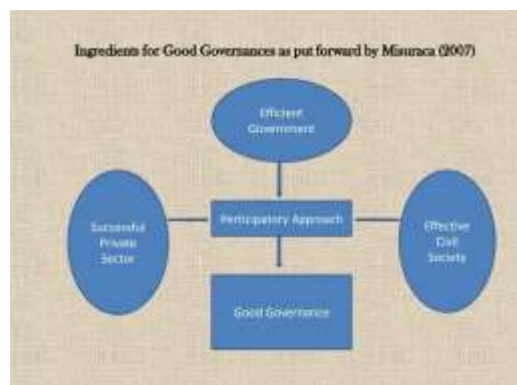 Ingredients for Good Governances as put forward by Misuraca (2007)
Efficient
Government
Successful
Private
Sector
Participatory Approach
Effective
Civil
Society
Good Governance